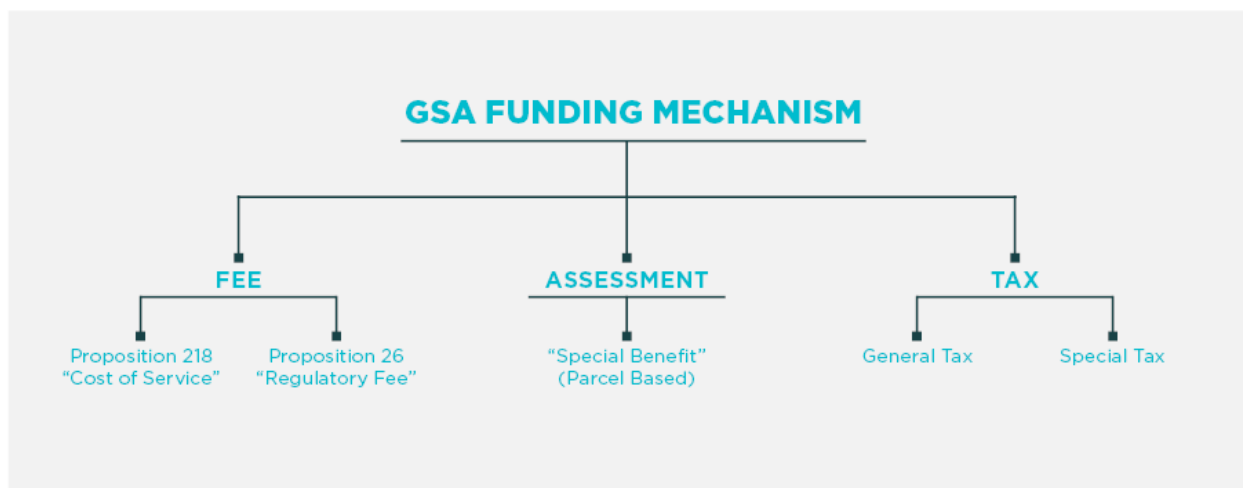 GSA FUNDING MECHANISM
FEE
ASSESSMENT
TAX
Proposition 218
“Cost of Service”
Proposition 26
“Regulatory Fee”
“Special Benefit”
(Parcel Based)
General Tax
Special Tax